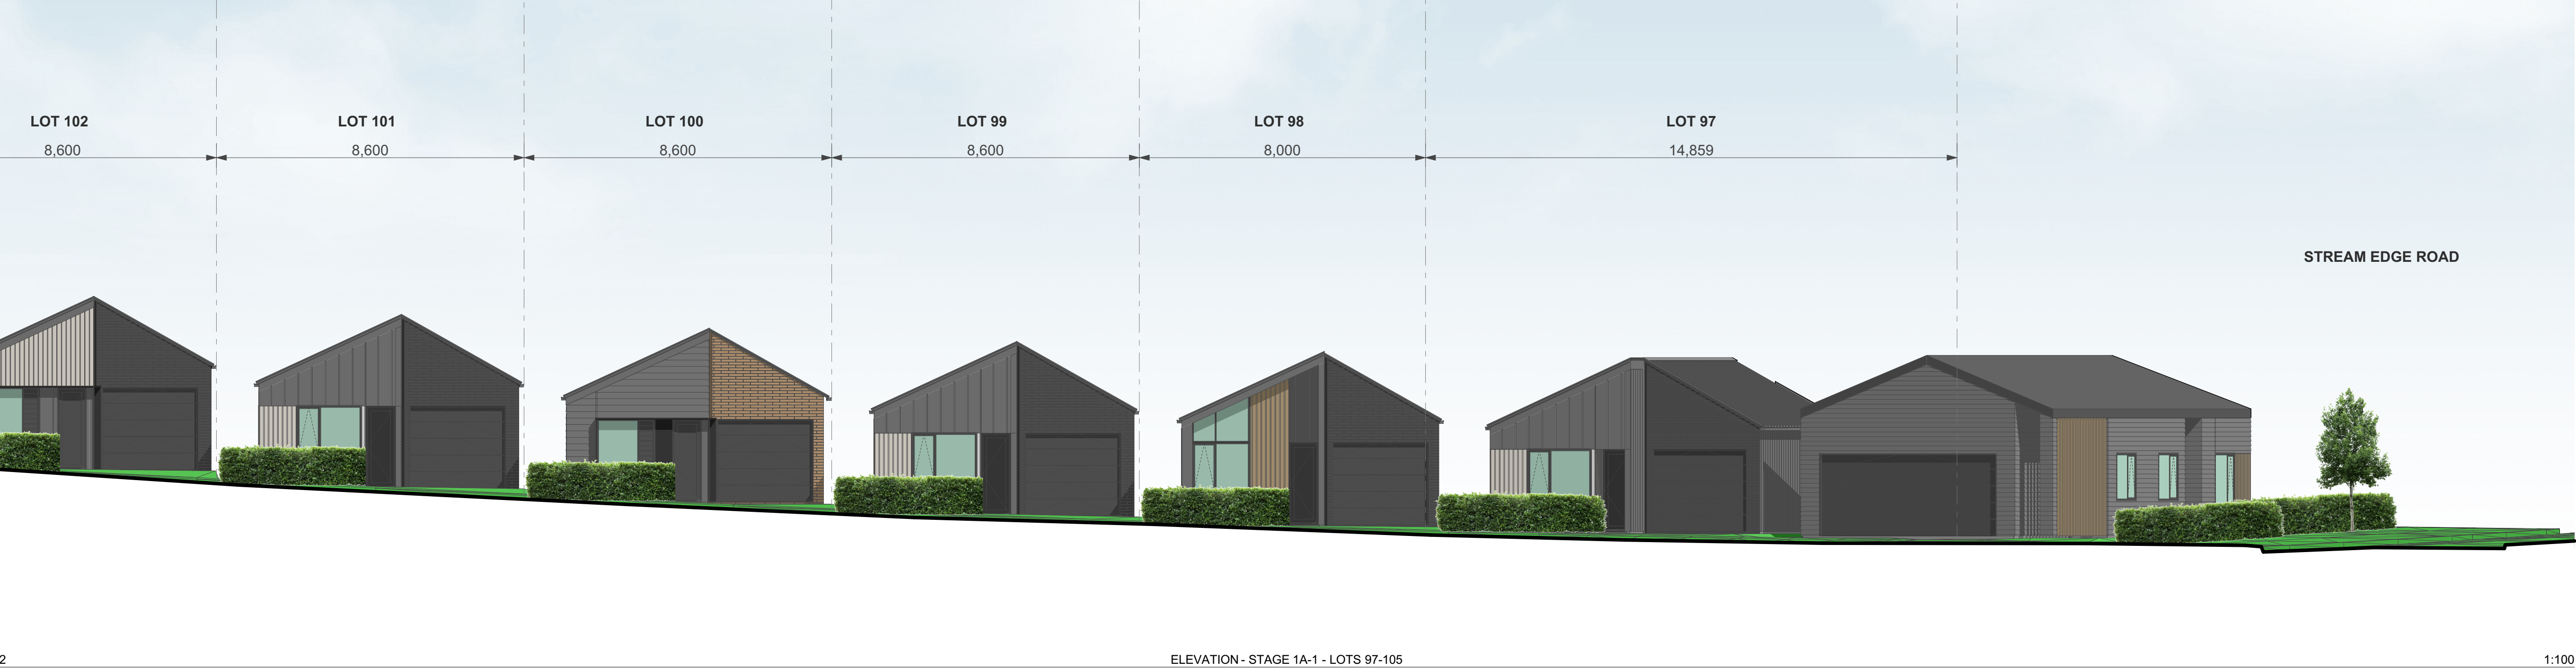 LOT 102 LOT 101 LOT 100 LOT 99 LOT 98 LOT 97
8,600 8,600 8,600 8,600 8,000 14,859
STREAM EDGE ROAD
2 ELEVATION - STAGE 1A-1 - LOTS 97-105 1:100